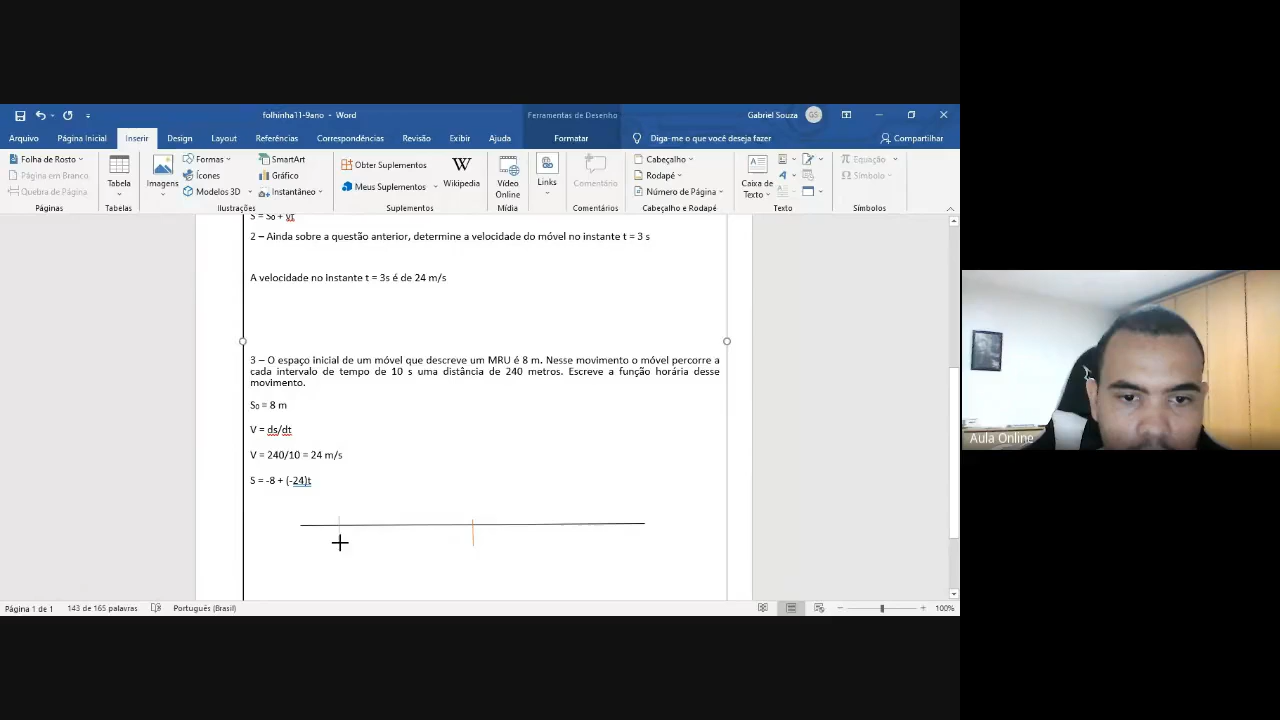 folhinha11-9ano - Word
Ferramentas de Desenho
Gabriel Souza
GS
Arquivo
Página Inicial
Inserir
Design
Layout
Referências
Correspondências
Revisão
Exibir
Ajuda
Formatar
Diga-me o que você deseja fazer
Compartilhar
Folha de Rosto
Página em Branco
Quebra de Página
Páginas
Tabela
Tabelas
Imagens
Formas
Ícones
Modelos 3D
SmartArt
Gráfico
Instantâneo
Ilustrações
Obter Suplementos
Meus Suplementos
Wikipedia
Suplementos
Vídeo
Online
Mídia
Links
Comentário
Comentários
Cabeçalho
Rodapé
Número de Página
Cabeçalho e Rodapé
Caixa de
Texto
Texto
Equação
Símbolo
Símbolos
S = S₀ + Vt
2 – Ainda sobre a questão anterior, determine a velocidade do móvel no instante t = 3 s
A velocidade no instante t = 3s é de 24 m/s
3 – O espaço inicial de um móvel que descreve um MRU é 8 m. Nesse movimento o móvel percorre a
cada intervalo de tempo de 10 s uma distância de 240 metros. Escreve a função horária desse
movimento.
S₀ = 8 m
V = ds/dt
V = 240/10 = 24 m/s
S = -8 + (-24)t
Página 1 de 1
143 de 165 palavras
Português (Brasil)
100%
Aula Online